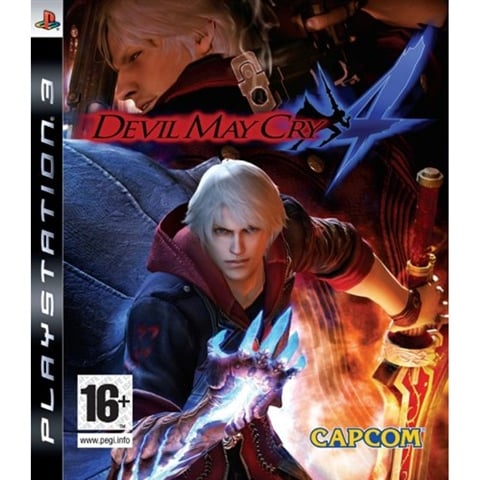 PLAYSTATION 3
DEVIL MAY CRY 4
16+
www.pegi.info
CAPCOM